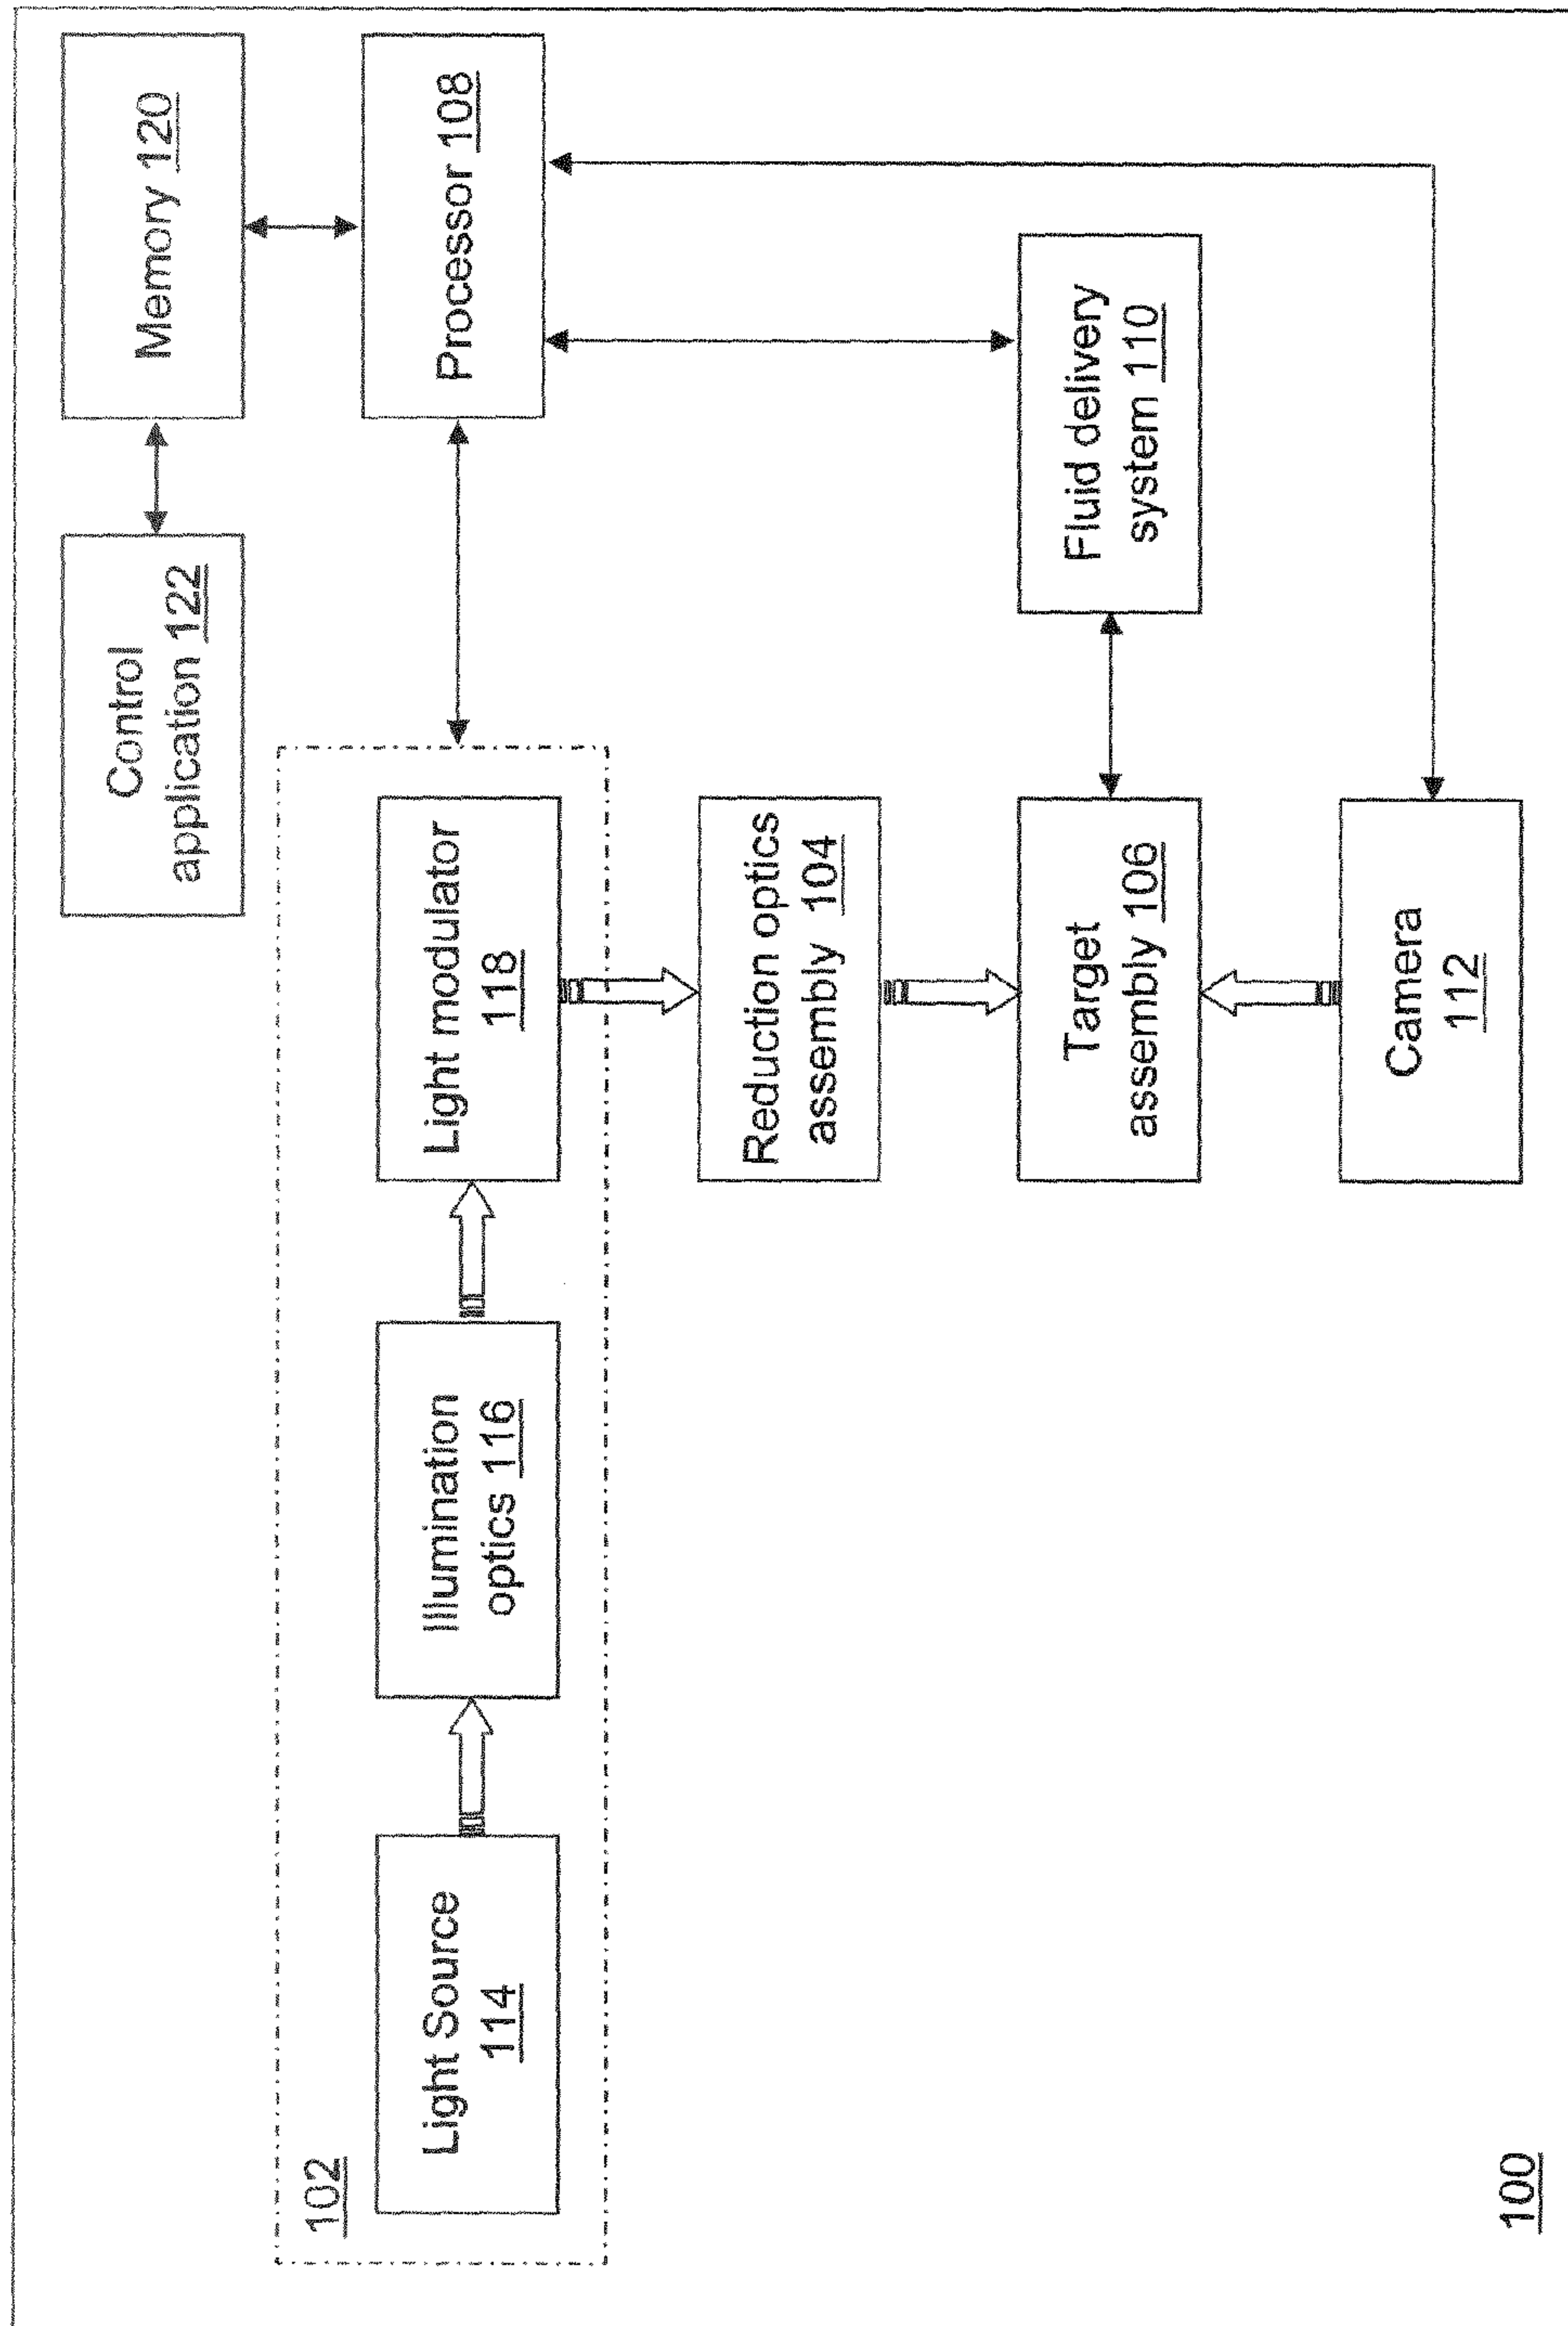 Control
application 122
Memory 120
102
Light Source
114
Illumination
optics 116
Light modulator
118
Processor 108
Reduction optics
assembly 104
Target
assembly 106
Fluid delivery
system 110
Camera
112
100